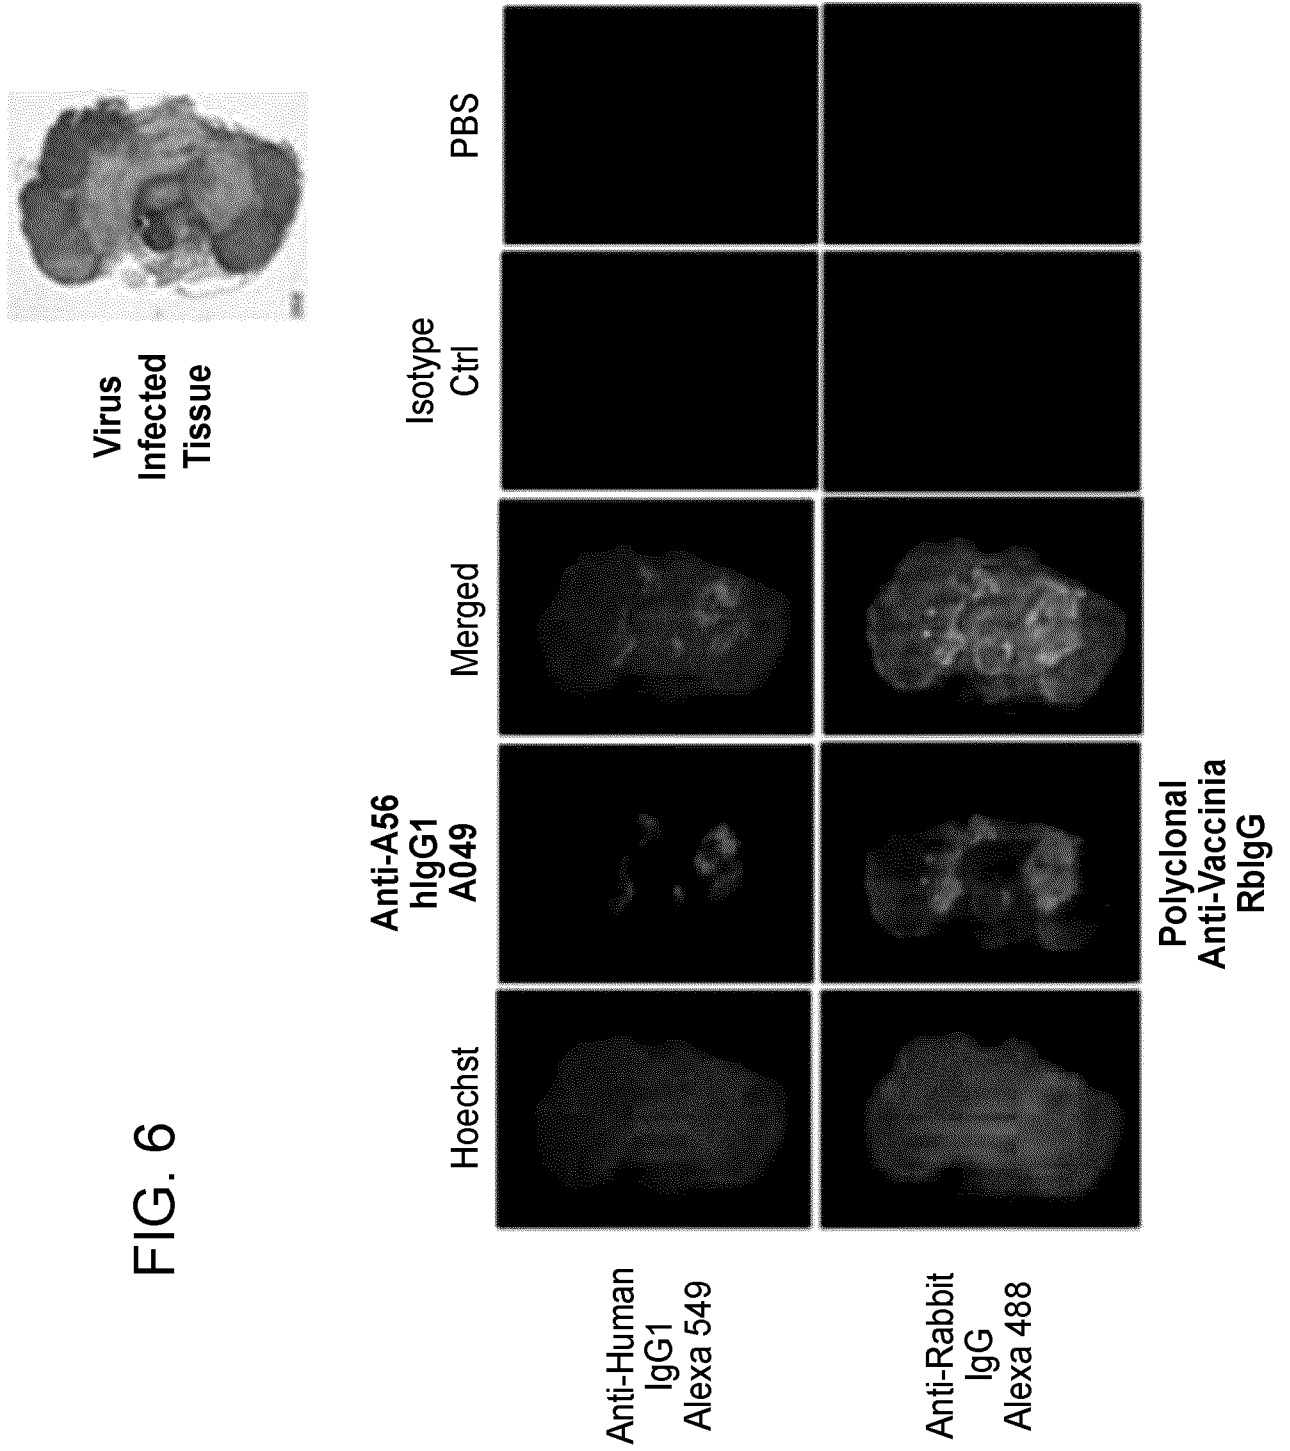 FIG. 6
Virus
Infected
Tissue
Hoechst
Anti-A56
hIgG1
A049
Merged
Isotype
Ctrl
PBS
Anti-Human
IgG1
Alexa 549
Anti-Rabbit
IgG
Alexa 488
Polyclonal
Anti-Vaccinia
RbIgG